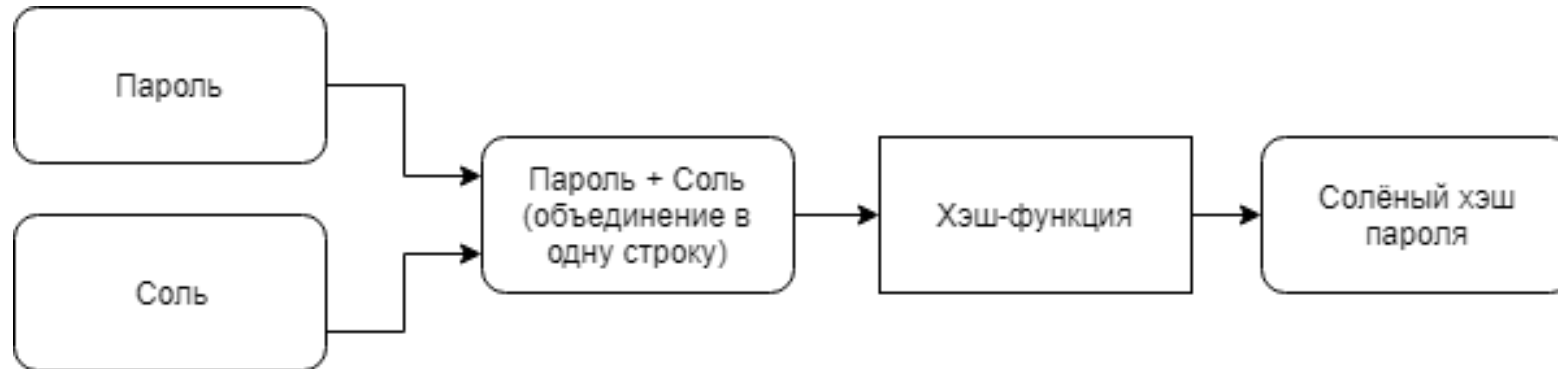 Пароль
Соль
Пароль + Соль
(объединение в
одну строку)
Хэш-функция
Солёный хэш
пароля